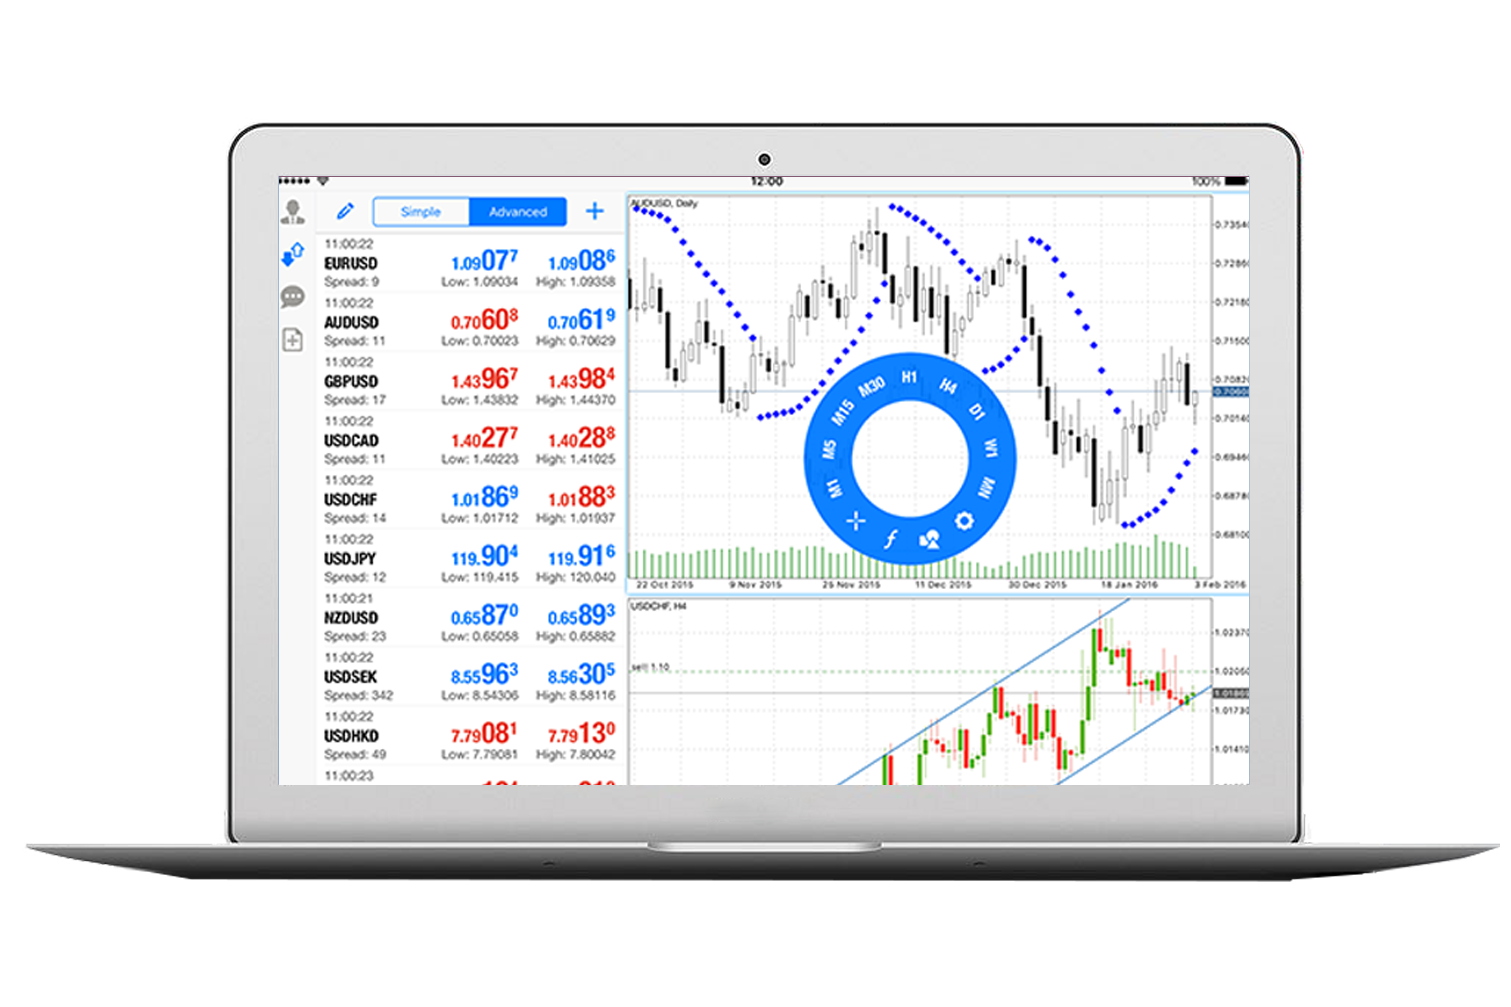 12:00
100%
Simple
Advanced
11:00:22
EURUSD 1.09077 1.09086
Spread: 9 Low: 1.09034 High: 1.09358
11:00:22
AUDUSD 0.70608 0.70619
Spread: 11 Low: 0.70023 High: 0.70629
11:00:22
GBPUSD 1.43967 1.43984
Spread: 17 Low: 1.43832 High: 1.44370
11:00:22
USDCAD 1.40277 1.40288
Spread: 11 Low: 1.40223 High: 1.41025
11:00:22
USDCHF 1.01869 1.01883
Spread: 14 Low: 1.01712 High: 1.01937
11:00:22
USDJPY 119.904 119.916
Spread: 12 Low: 119.415 High: 120.040
11:00:21
NZDUSD 0.65870 0.65893
Spread: 23 Low: 0.65058 High: 0.65882
11:00:22
USDSEK 8.55963 8.56305
Spread: 342 Low: 8.54306 High: 8.58116
11:00:22
USDHKD 7.79081 7.79130
Spread: 49 Low: 7.79081 High: 7.80042
11:00:23
AUDUSD, Daily
0.73540
0.72860
0.72180
0.71500
0.70820
0.70140
0.69460
0.68780
0.68100
M1
M5
M15
M30
H1
H4
D1
W1
MN
22 Oct 2015
9 Nov 2015
25 Nov 2015
11 Dec 2015
30 Dec 2015
18 Jan 2016
3 Feb 2016
USDCHF, H4
sell 1.10
1.02370
1.02050
1.01730
1.01410